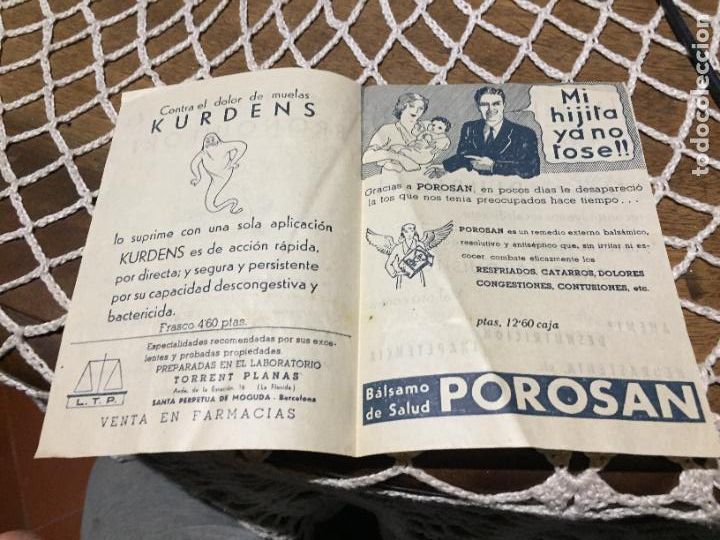 Contra el dolor de muelas
KURDENS
lo suprime con una sola aplicación
KURDENS es de acción rápida,
por directa; y segura y persistente
por su capacidad descongestiva y
bactericida.
Frasco 4'60 ptas.
Especialidades recomendadas por sus exce-
lentes y probadas propiedades
PREPARADAS EN EL LABORATORIO
TORRENT PLANAS
Avda. de la Estación 16 (La Florida)
SANTA PERPETUA DE MOGUDA - Barcelona
L. T. P.
VENTA EN FARMACIAS
Mi
hijita
ya no
tose!!
Gracias a POROSAN, en pocos dias le desapareció
la tos que nos tenia preocupados hace tiempo...
POROSAN es un remedio externo balsámico,
resolutivo y antiséptico que, sin irritar ni es-
cocer, combate eficazmente los
RESFRIADOS, CATARROS, DOLORES
CONGESTIONES, CONTUSIONES, etc.
ptas, 12'60 caja
Bálsamo
de Salud
POROSAN
todocoleccion